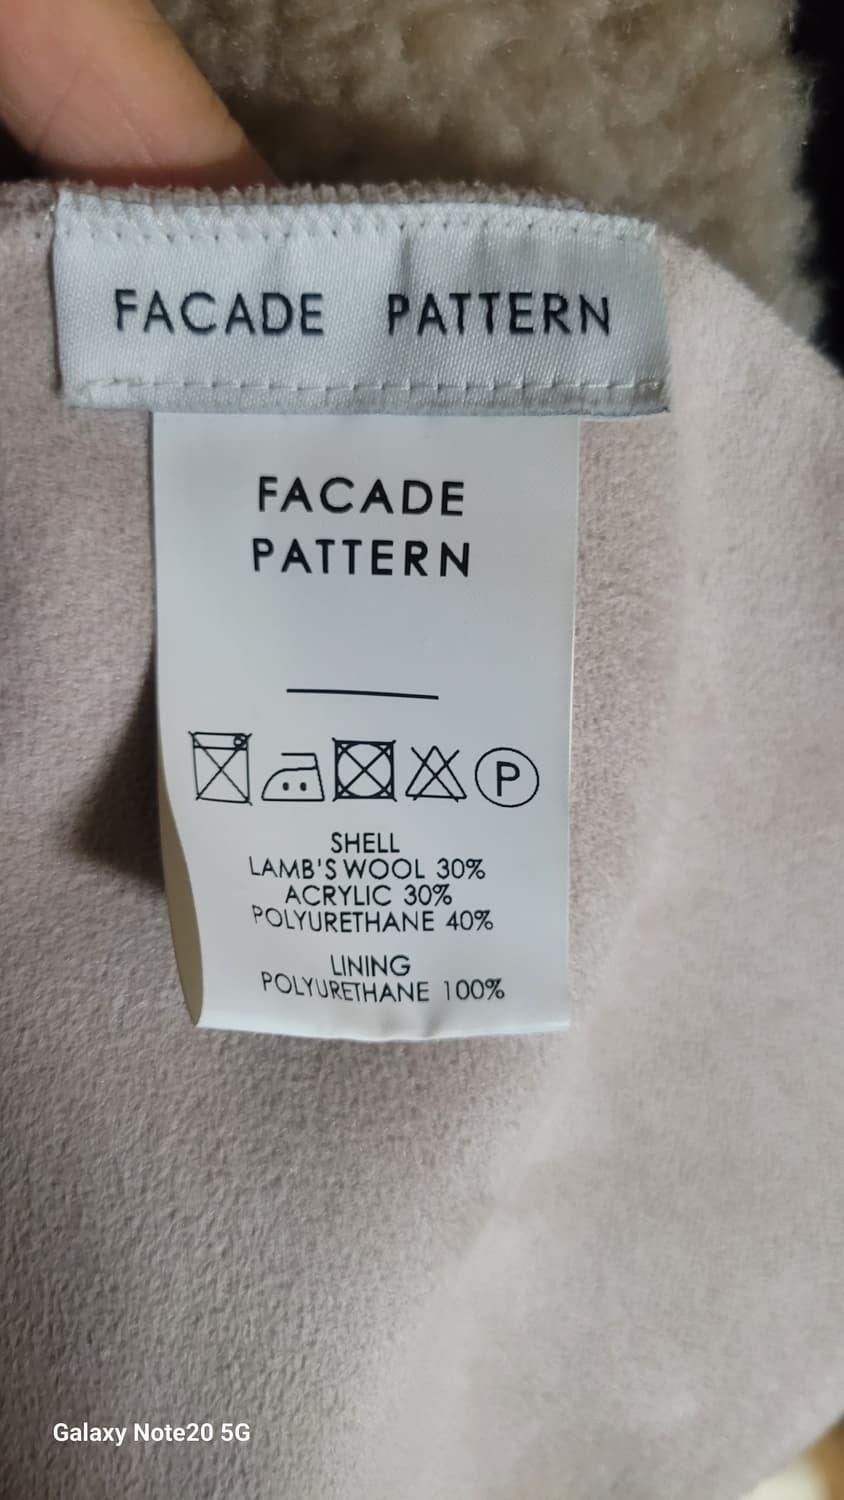 FACADE PATTERN
FACADE
PATTERN
P
SHELL
LAMB'S WOOL 30%
ACRYLIC 30%
POLYURETHANE 40%
LINING
POLYURETHANE 100%
Galaxy Note20 5G